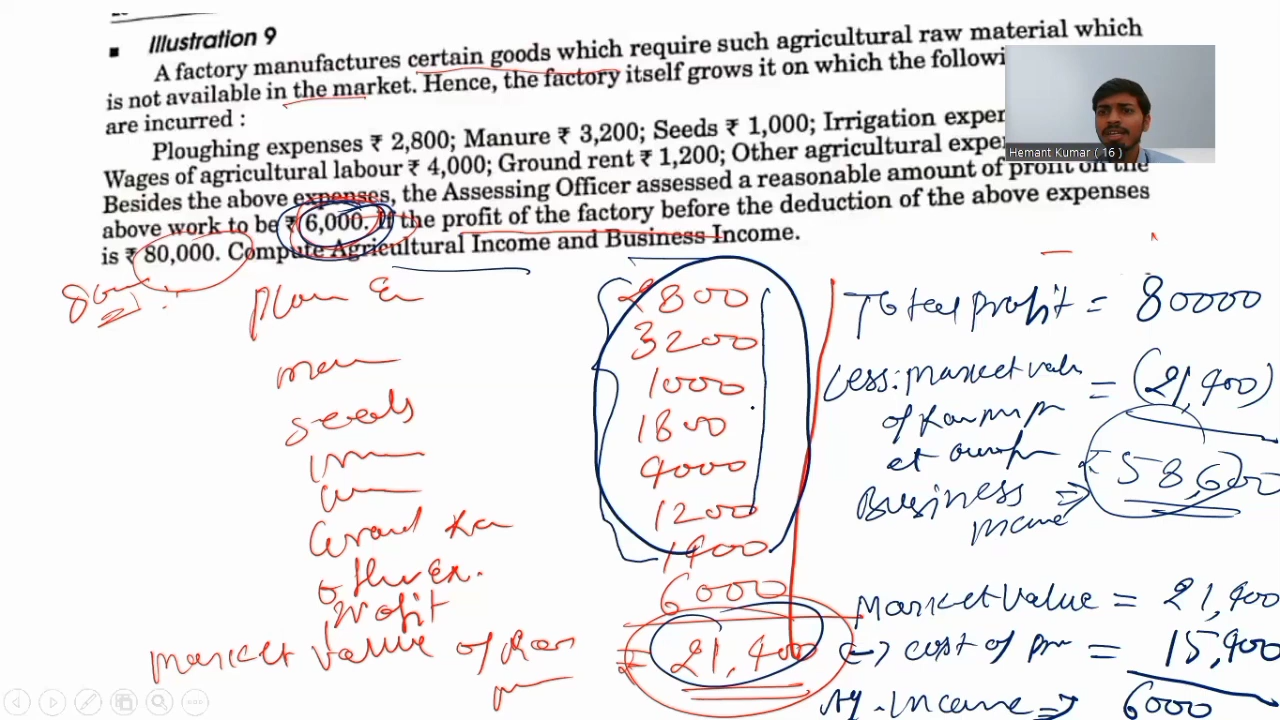 Illustration 9
A factory manufactures certain goods which require such agricultural raw material which
is not available in the market. Hence, the factory itself grows it on which the followi
are incurred :
Ploughing expenses ₹ 2,800; Manure ₹ 3,200; Seeds ₹ 1,000; Irrigation expen
Wages of agricultural labour ₹ 4,000; Ground rent ₹ 1,200; Other agricultural expe
Besides the above expenses, the Assessing Officer assessed a reasonable amount of profit on the
above work to be ₹ 6,000. If the profit of the factory before the deduction of the above expenses
is ₹ 80,000. Compute Agricultural Income and Business Income.
Hemant Kumar ( 16 )
2800
3200
seeds 1000
1800
4000
1200
other Ex. 1400
Profit 6000
Market value of = 21,400
Total profit = 80000
Less: market = (21,400)
of
at
58,600
Business ⇒
Income
Market value = 21,400
(-) cost of = 15,400
Ag. Income ⇒ 6000